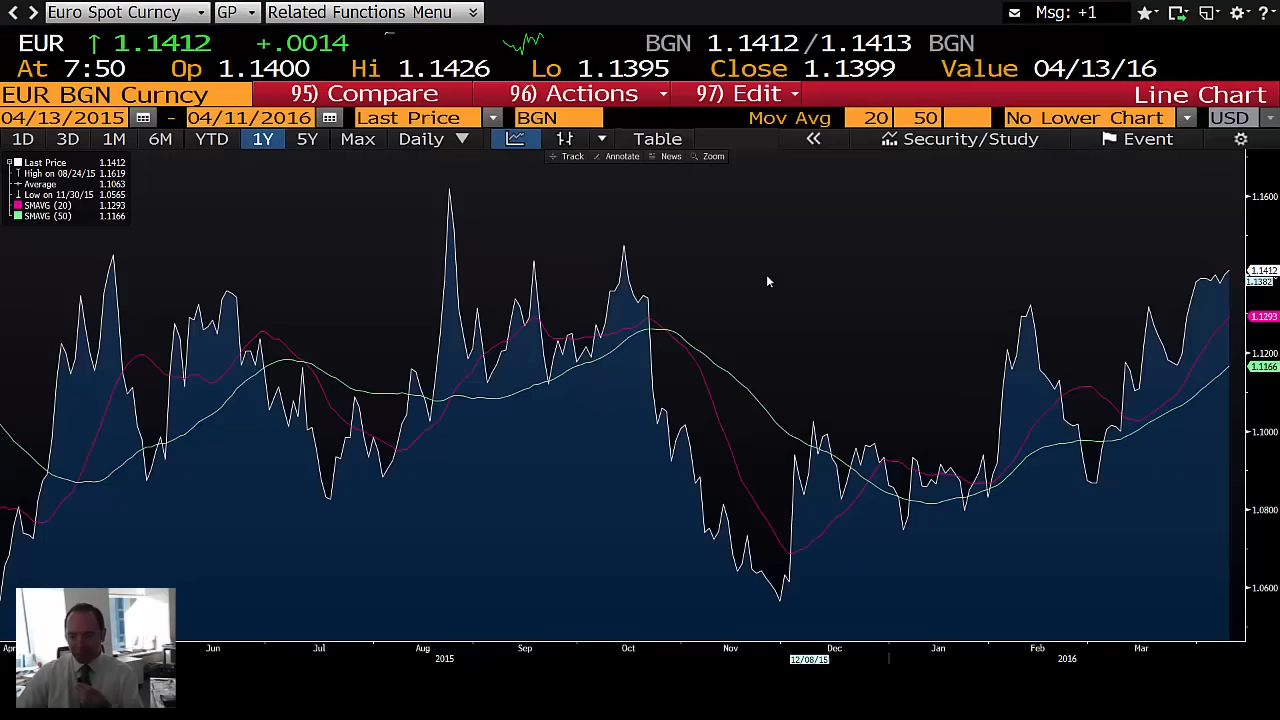 Euro Spot Curncy GP Related Functions Menu Msg: +1
EUR ↑ 1.1412 +.0014 BGN 1.1412/1.1413 BGN
At 7:50 Op 1.1400 Hi 1.1426 Lo 1.1395 Close 1.1399 Value 04/13/16
EUR BGN Curncy 95) Compare 96) Actions 97) Edit Line Chart
04/13/2015 - 04/11/2016 Last Price BGN Mov Avg 20 50 No Lower Chart USD
1D 3D 1M 6M YTD 1Y 5Y Max Daily Table Security/Study Event
Track Annotate News Zoom
Last Price 1.1412
High on 08/24/15 1.1619
Average 1.1063
Low on 11/30/15 1.0565
SMAVG (20) 1.1293
SMAVG (50) 1.1166
1.1600
1.1412
1.1382
1.1293
1.1200
1.1166
1.1000
1.0800
1.0600
Apr Jun Jul Aug Sep Oct Nov Dec Jan Feb Mar
2015 12/08/15 2016